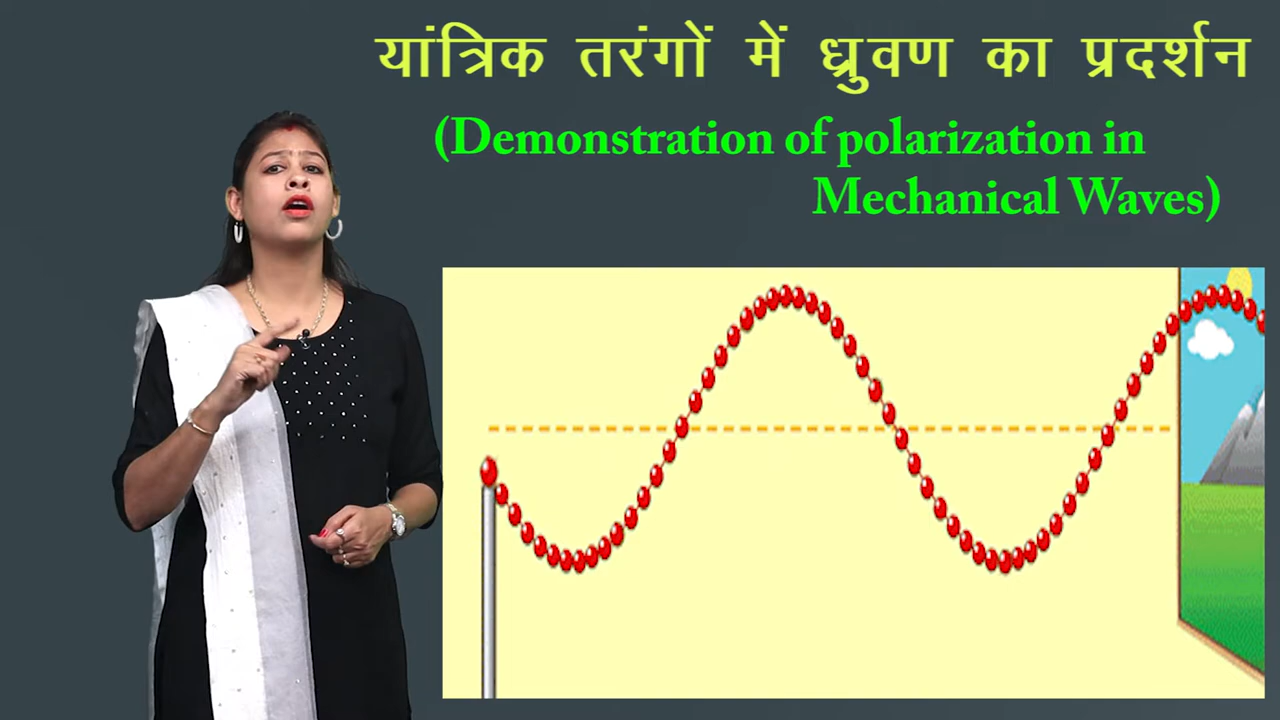 यांत्रिक तरंगों में ध्रुवण का प्रदर्शन
(Demonstration of polarization in
Mechanical Waves)